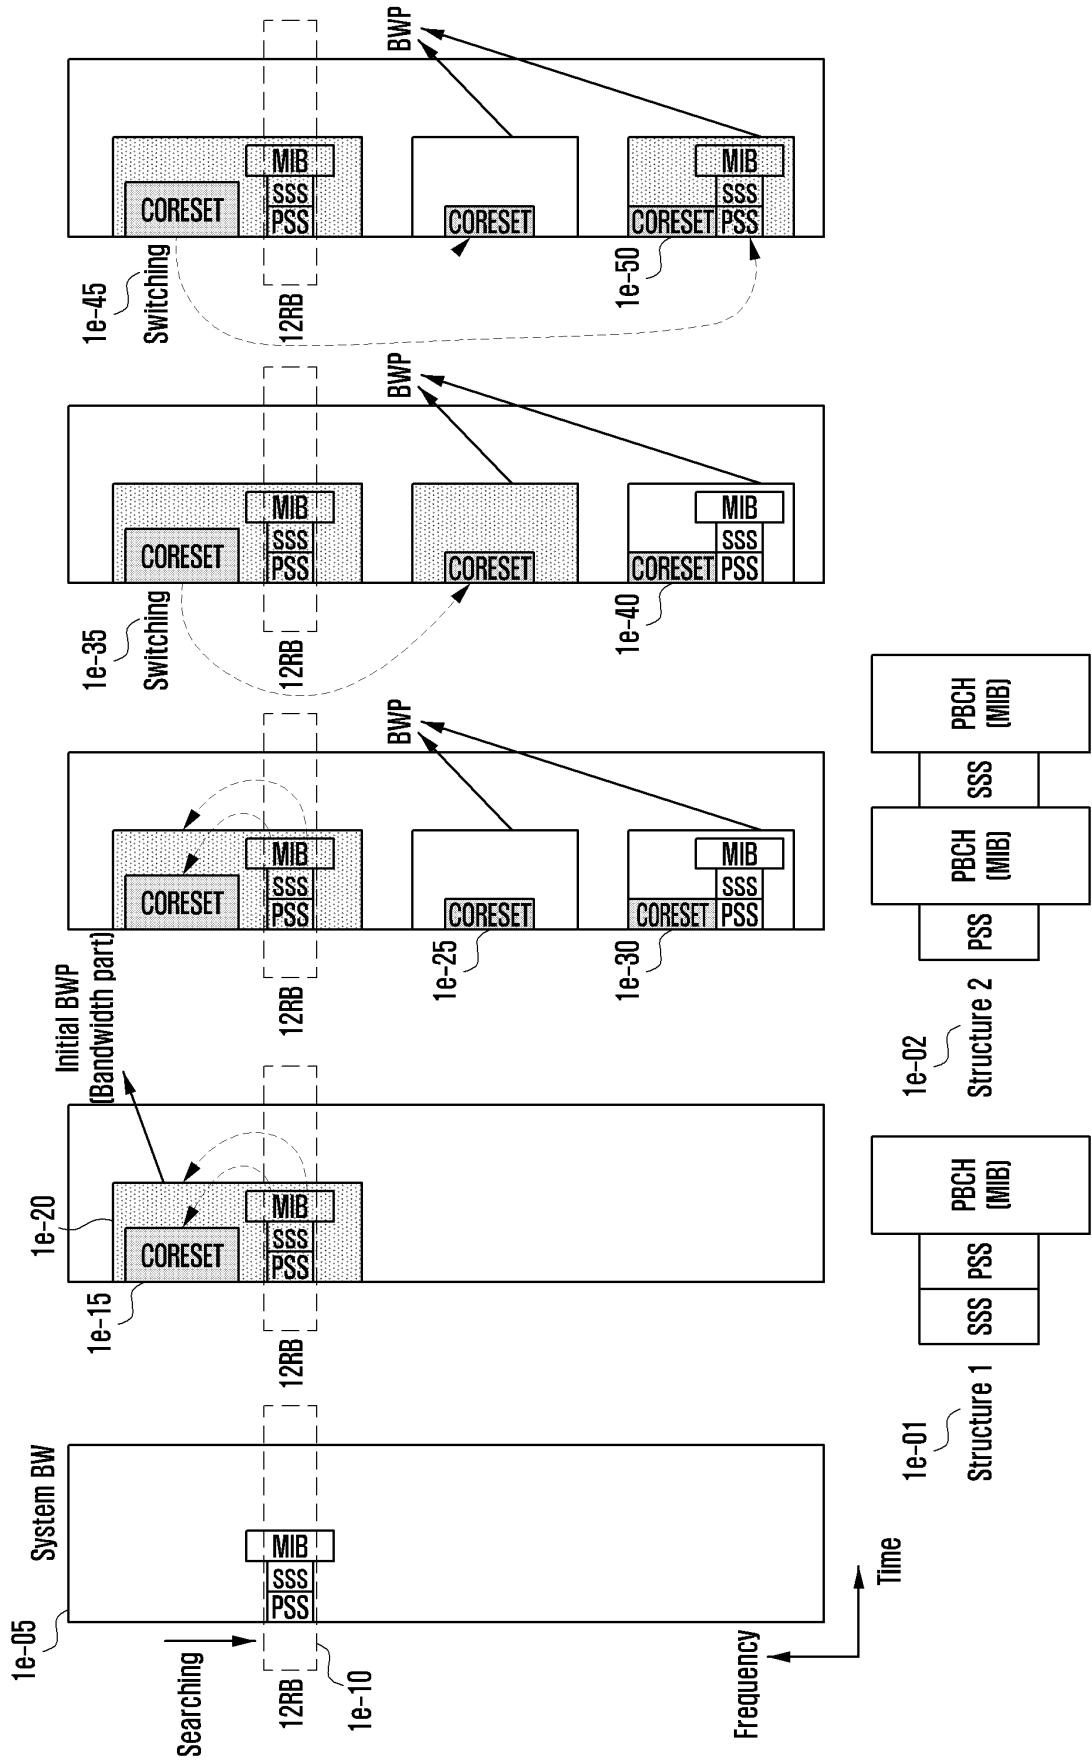 1e-05
System BW
Searching
12RB
PSS SSS MIB
1e-10
Frequency
Time
Initial BWP
(Bandwidth part)
1e-20
1e-15
CORESET
12RB
PSS SSS MIB
CORESET
12RB
PSS SSS MIB
BWP
1e-25
CORESET
1e-30
CORESET
PSS SSS MIB
1e-35
Switching
CORESET
12RB
PSS SSS MIB
BWP
CORESET
1e-40
CORESET
PSS SSS MIB
1e-45
Switching
CORESET
12RB
PSS SSS MIB
BWP
CORESET
1e-50
CORESET
PSS SSS MIB
1e-01
Structure 1
SSS PSS PBCH
(MIB)
1e-02
Structure 2
PSS PBCH
(MIB)
SSS PBCH
(MIB)